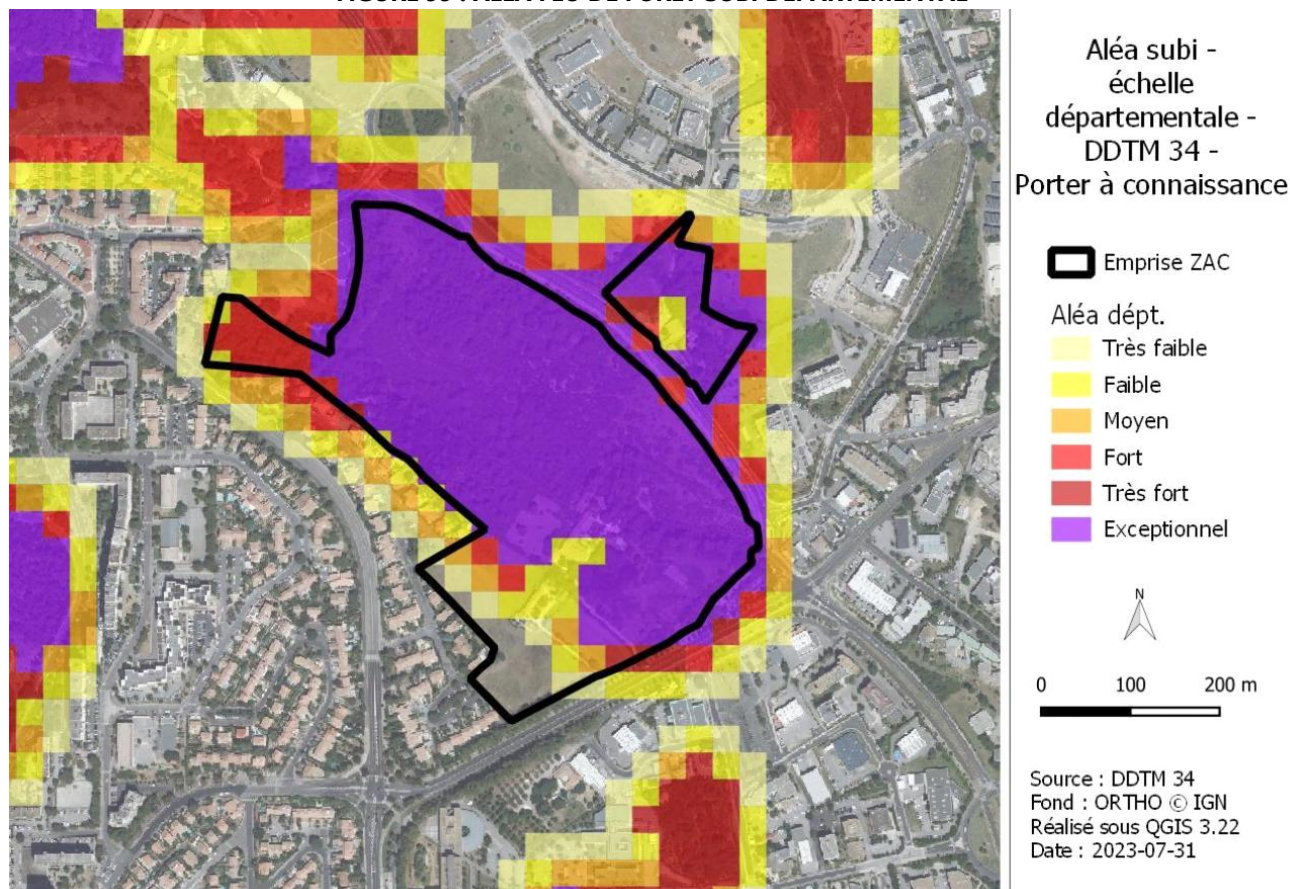 Aléa subi -
échelle
départementale -
DDTM 34 -
Porter à connaissance
Emprise ZAC
Aléa dépt.
Très faible
Faible
Moyen
Fort
Très fort
Exceptionnel
N
0 100 200 m
Source : DDTM 34
Fond : ORTHO © IGN
Réalisé sous QGIS 3.22
Date : 2023-07-31